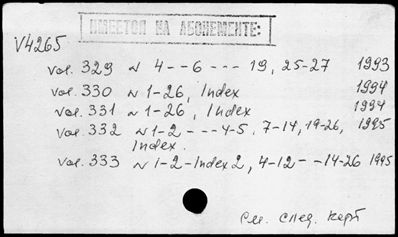 ИМЕЕТСЯ НА АБОНЕМЕНТЕ:
V4265
vol. 329 N 4 - - 6 - - - 19, 25-27 1993
vol. 330 N 1-26, Index 1994
vol. 331 N 1-26, Index 1994
vol. 332 N 1-2 - - - 4-5, 7-14, 19-26, 1995
Index.
vol. 333 N 1-2-Index 2, 4-12 - - 14-26 1995
См. след. карт